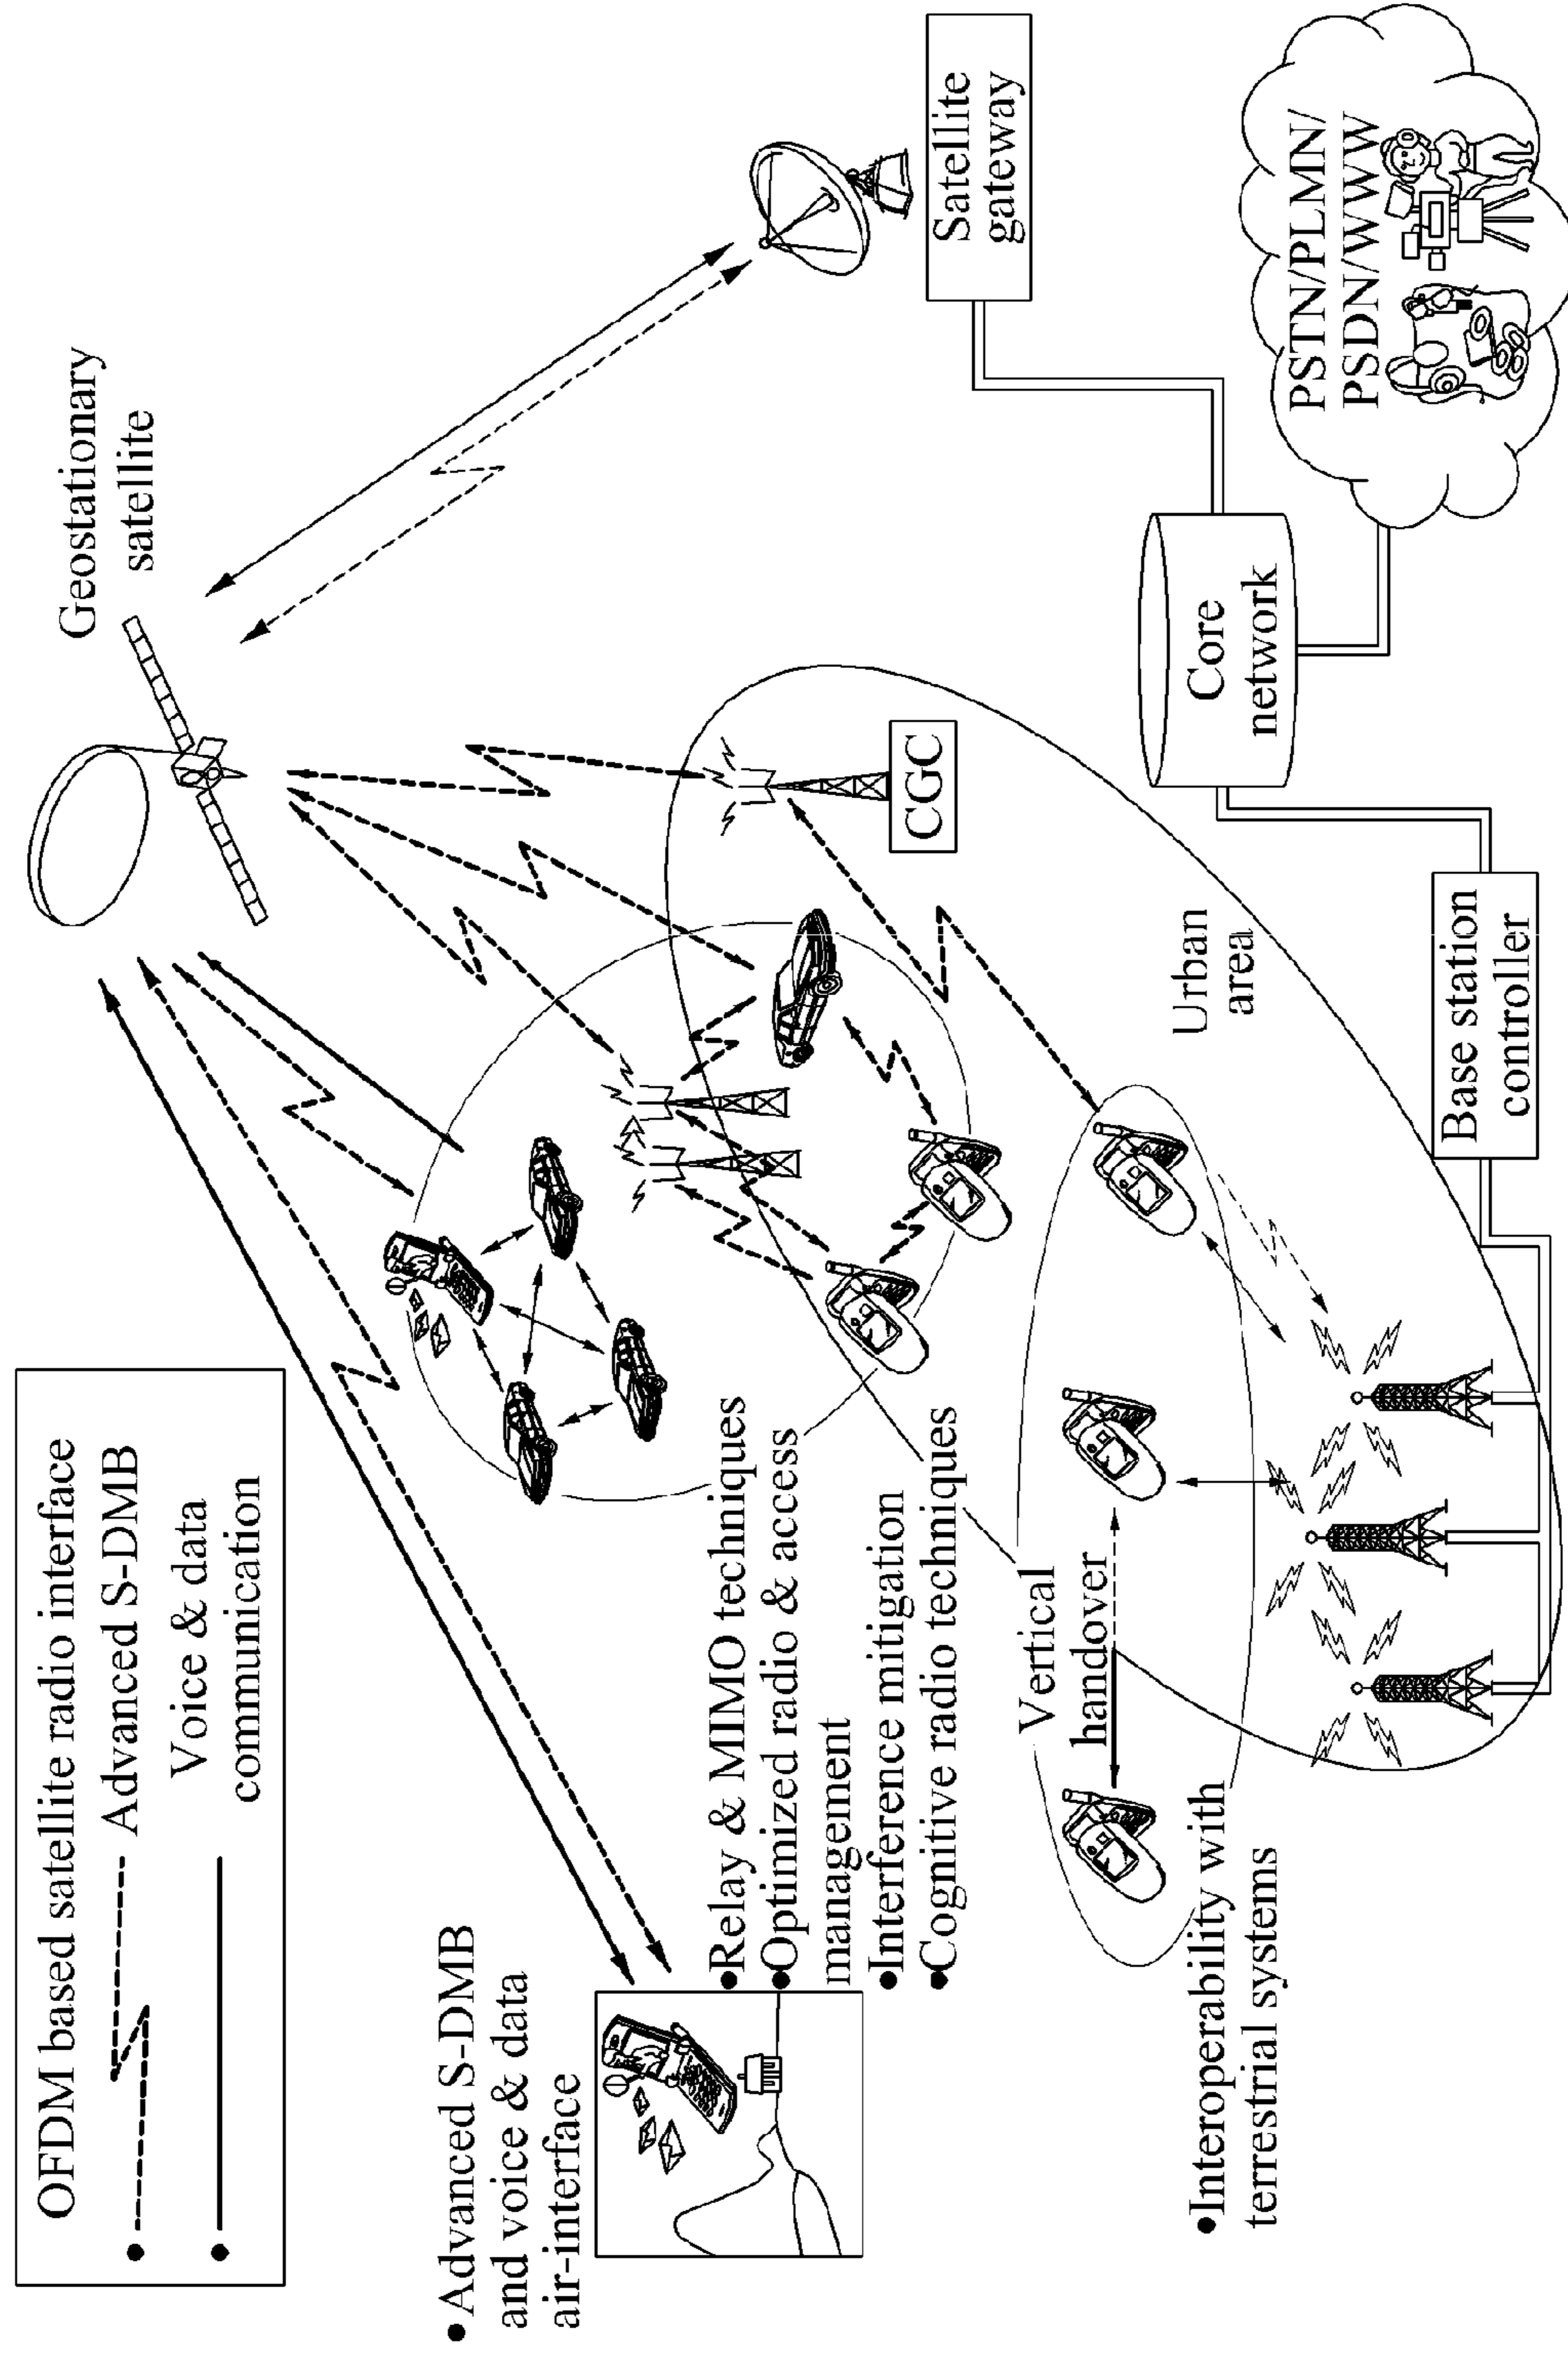 OFDM based satellite radio interface
• Advanced S-DMB
• Voice & data
communication
Geostationary
satellite
• Advanced S-DMB
and voice & data
air-interface
•Relay & MIMO techniques
•Optimized radio & access
management
•Interference mitigation
•Cognitive radio techniques
CGC
Satellite
gateway
Vertical
handover
Urban
area
•Interoperability with
terrestrial systems
Core
network
Base station
controller
PSTN/PLMN/
PSDN/WWW